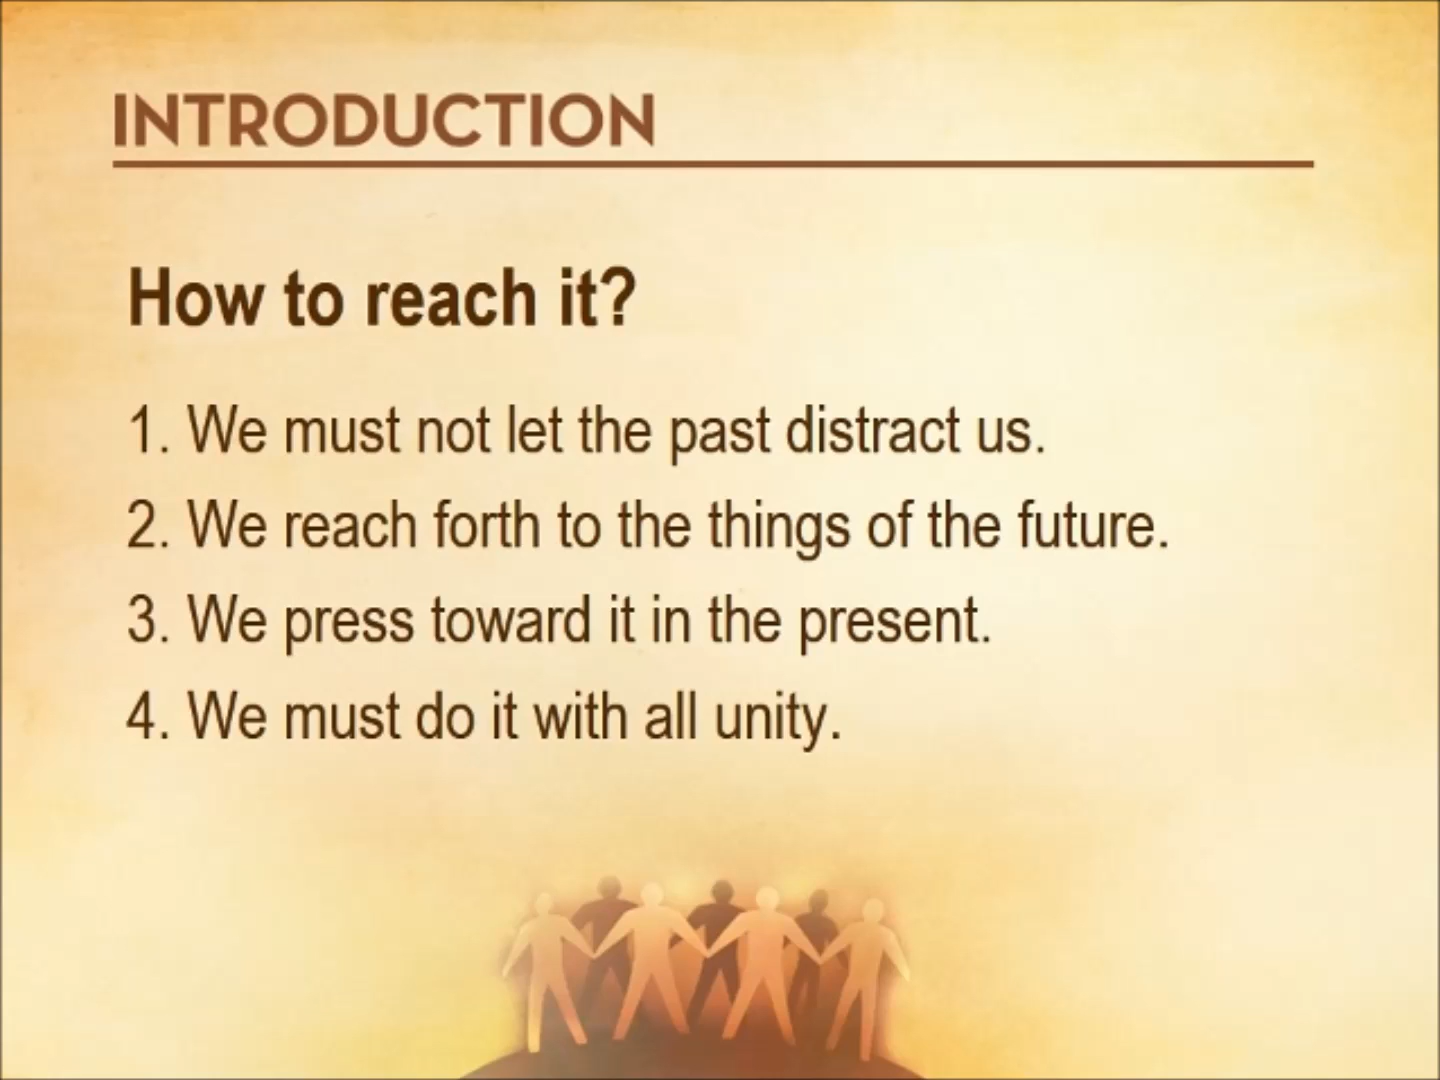 INTRODUCTION
How to reach it?
1. We must not let the past distract us.
2. We reach forth to the things of the future.
3. We press toward it in the present.
4. We must do it with all unity.